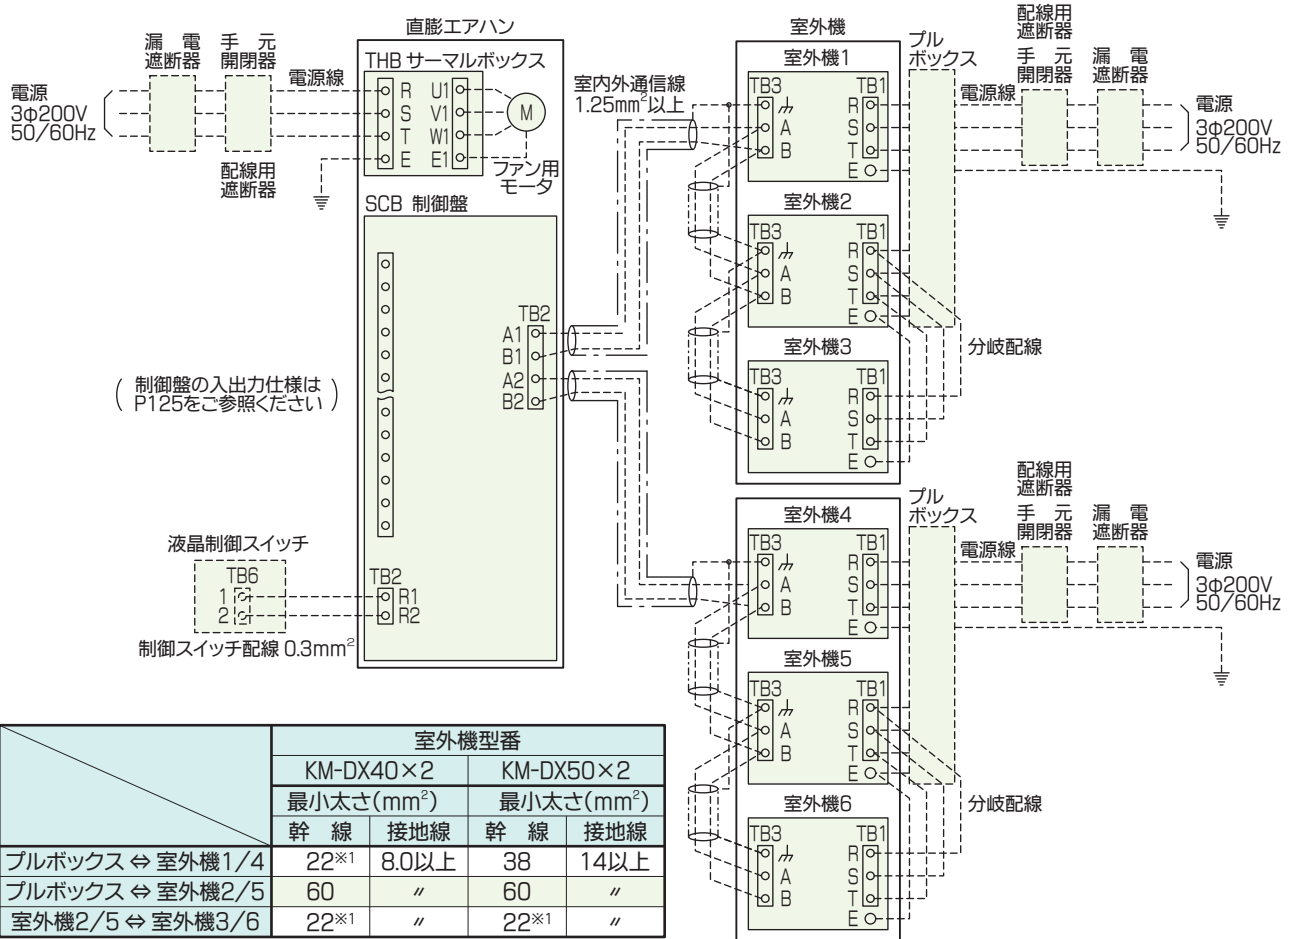 直膨エアハン
漏電
遮断器
手元
開閉器
電源線
電源
3φ200V
50/60Hz
配線用
遮断器
THB サーマルボックス
R U1
S V1
T W1
E E1
M
ファン用
モータ
SCB 制御盤
TB2
A1
B1
A2
B2
(制御盤の入出力仕様は
P125をご参照ください)
液晶制御スイッチ
TB6
1
2
TB2
R1
R2
制御スイッチ配線 0.3mm²
室内外通信線
1.25mm²以上
室外機
室外機1
TB3 TB1
A
B
R
S
T
E
室外機2
TB3 TB1
A
B
R
S
T
E
室外機3
TB3 TB1
A
B
R
S
T
E
プル
ボックス
電源線
配線用
遮断器
手元
開閉器
漏電
遮断器
電源
3φ200V
50/60Hz
分岐配線
室外機4
TB3 TB1
A
B
R
S
T
E
室外機5
TB3 TB1
A
B
R
S
T
E
室外機6
TB3 TB1
A
B
R
S
T
E
プル
ボックス
電源線
配線用
遮断器
手元
開閉器
漏電
遮断器
電源
3φ200V
50/60Hz
分岐配線
室外機型番
KM-DX40×2 KM-DX50×2
最小太さ(mm²) 最小太さ(mm²)
幹線 接地線 幹線 接地線
プルボックス ⇔ 室外機1/4 22※1 8.0以上 38 14以上
プルボックス ⇔ 室外機2/5 60 〃 60 〃
室外機2/5 ⇔ 室外機3/6 22※1 〃 22※1 〃